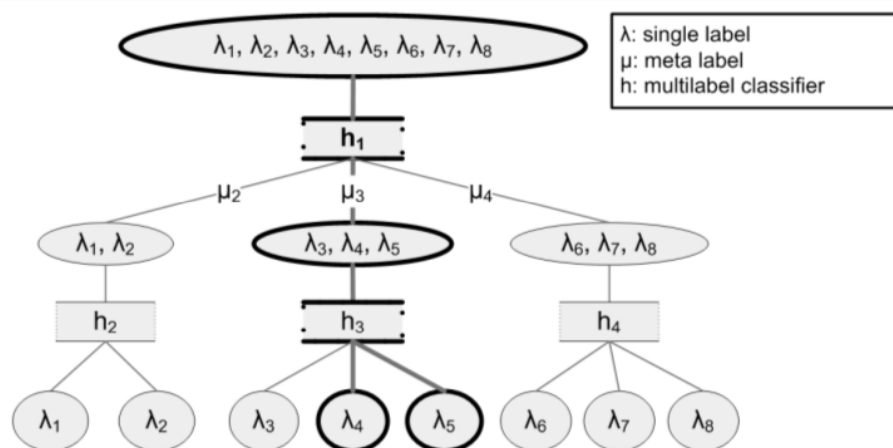 λ₁, λ₂, λ₃, λ₄, λ₅, λ₆, λ₇, λ₈
λ: single label
μ: meta label
h: multilabel classifier
h₁
μ₂ μ₃ μ₄
λ₁, λ₂ λ₃, λ₄, λ₅ λ₆, λ₇, λ₈
h₂ h₃ h₄
λ₁ λ₂ λ₃ λ₄ λ₅ λ₆ λ₇ λ₈